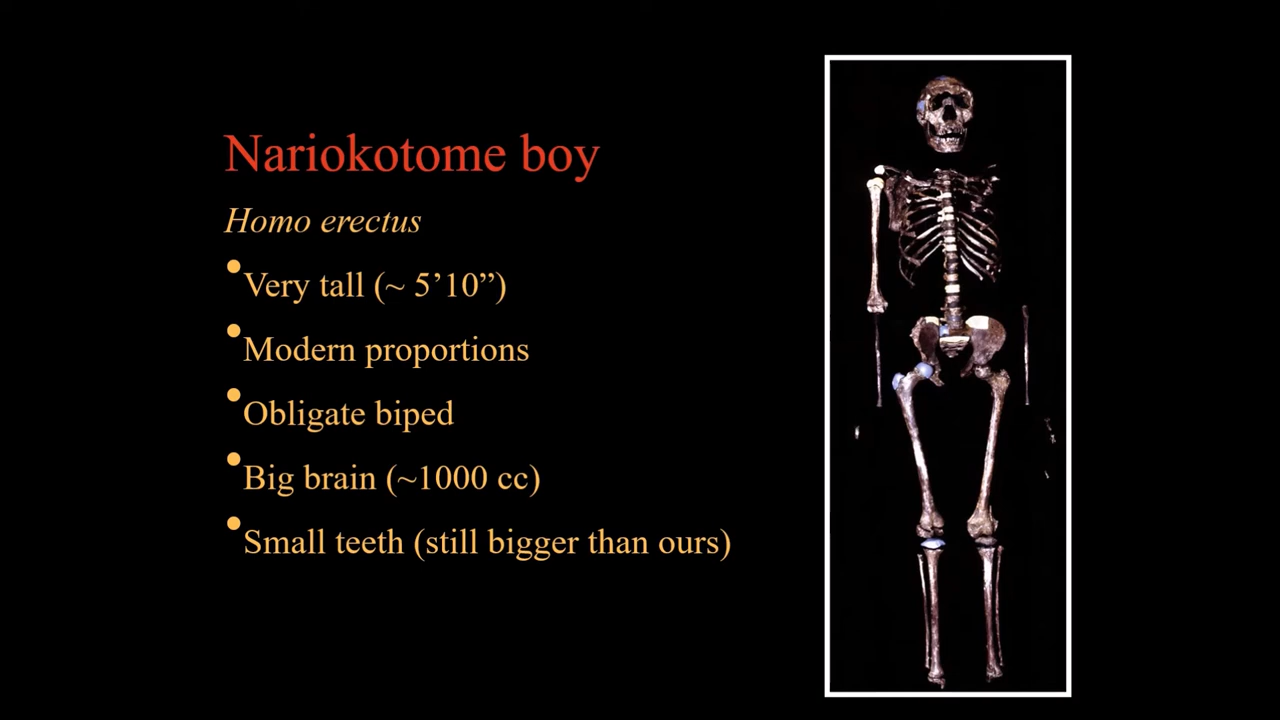 Nariokotome boy
Homo erectus
•Very tall (~ 5’10”)
•Modern proportions
•Obligate biped
•Big brain (~1000 cc)
•Small teeth (still bigger than ours)